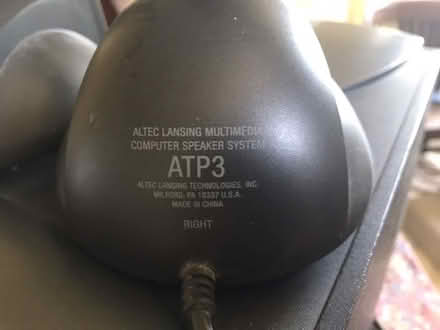 ALTEC LANSING MULTIMEDIA
COMPUTER SPEAKER SYSTEM
ATP3
ALTEC LANSING TECHNOLOGIES, INC.
MILFORD, PA 18337 U.S.A.
MADE IN CHINA
RIGHT